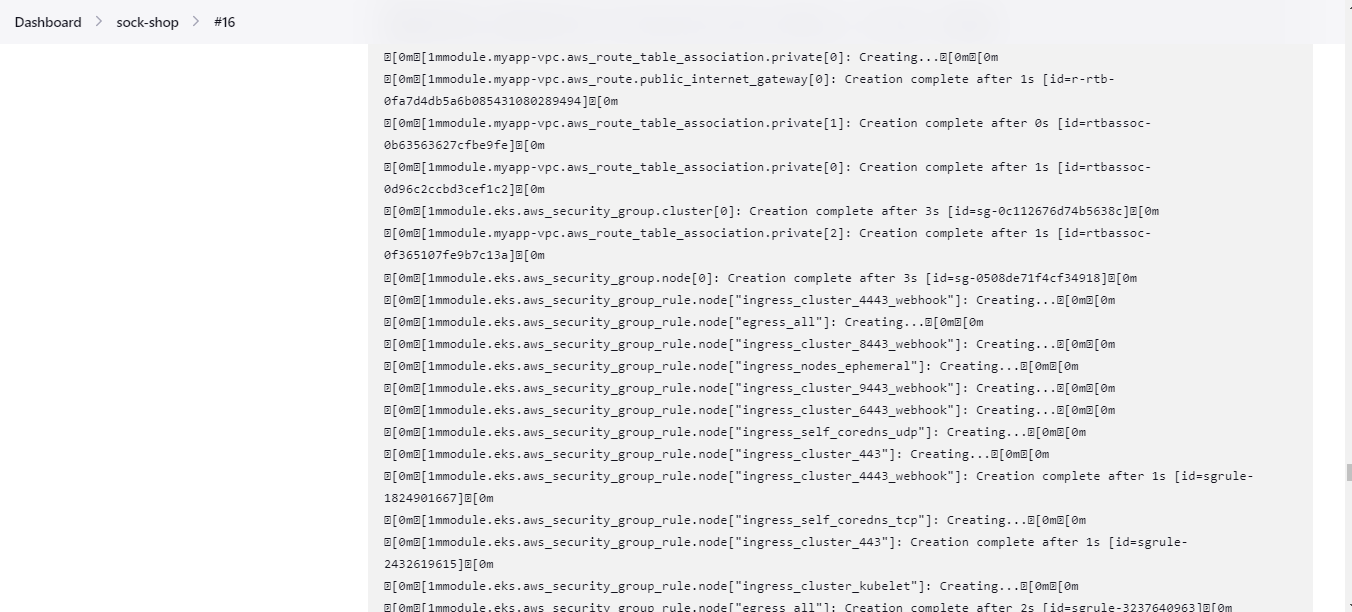 Dashboard > sock-shop > #16
[0m[1mmodule.myapp-vpc.aws_route_table_association.private[0]: Creating...[0m[0m
[0m[1mmodule.myapp-vpc.aws_route.public_internet_gateway[0]: Creation complete after 1s [id=r-rtb-
0fa7d4db5a6b085431080289494][0m
[0m[1mmodule.myapp-vpc.aws_route_table_association.private[1]: Creation complete after 0s [id=rtbassoc-
0b63563627cfbe9fe][0m
[0m[1mmodule.myapp-vpc.aws_route_table_association.private[0]: Creation complete after 1s [id=rtbassoc-
0d96c2ccbd3cef1c2][0m
[0m[1mmodule.eks.aws_security_group.cluster[0]: Creation complete after 3s [id=sg-0c112676d74b5638c][0m
[0m[1mmodule.myapp-vpc.aws_route_table_association.private[2]: Creation complete after 1s [id=rtbassoc-
0f365107fe9b7c13a][0m
[0m[1mmodule.eks.aws_security_group.node[0]: Creation complete after 3s [id=sg-0508de71f4cf34918][0m
[0m[1mmodule.eks.aws_security_group_rule.node["ingress_cluster_4443_webhook"]: Creating...[0m[0m
[0m[1mmodule.eks.aws_security_group_rule.node["egress_all"]: Creating...[0m[0m
[0m[1mmodule.eks.aws_security_group_rule.node["ingress_cluster_8443_webhook"]: Creating...[0m[0m
[0m[1mmodule.eks.aws_security_group_rule.node["ingress_nodes_ephemeral"]: Creating...[0m[0m
[0m[1mmodule.eks.aws_security_group_rule.node["ingress_cluster_9443_webhook"]: Creating...[0m[0m
[0m[1mmodule.eks.aws_security_group_rule.node["ingress_cluster_6443_webhook"]: Creating...[0m[0m
[0m[1mmodule.eks.aws_security_group_rule.node["ingress_self_coredns_udp"]: Creating...[0m[0m
[0m[1mmodule.eks.aws_security_group_rule.node["ingress_cluster_443"]: Creating...[0m[0m
[0m[1mmodule.eks.aws_security_group_rule.node["ingress_cluster_4443_webhook"]: Creation complete after 1s [id=sgrule-
1824901667][0m
[0m[1mmodule.eks.aws_security_group_rule.node["ingress_self_coredns_tcp"]: Creating...[0m[0m
[0m[1mmodule.eks.aws_security_group_rule.node["ingress_cluster_443"]: Creation complete after 1s [id=sgrule-
2432619615][0m
[0m[1mmodule.eks.aws_security_group_rule.node["ingress_cluster_kubelet"]: Creating...[0m[0m
[0m[1mmodule.eks.aws_security_group_rule.node["egress_all"]: Creation complete after 2s [id=sgrule-3237640963][0m